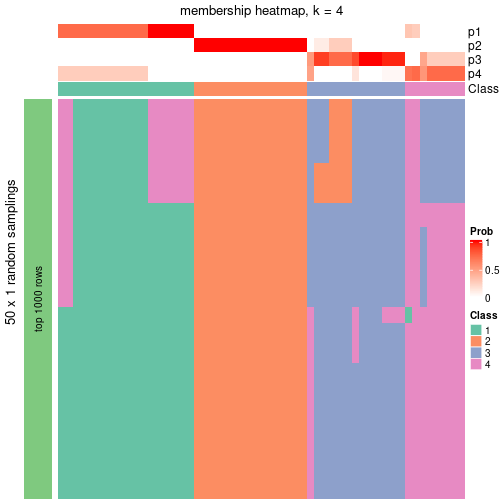 membership heatmap, k = 4
p1
p2
p3
p4
Class
50 x 1 random samplings
top 1000 rows
Prob
1
0.5
0
Class
1
2
3
4